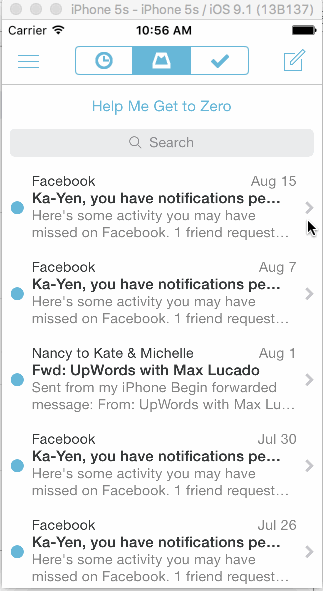 iPhone 5s - iPhone 5s / iOS 9.1 (13B137)
Carrier 10:56 AM
Help Me Get to Zero
Search
Facebook Aug 15
Ka-Yen, you have notifications pe...
Here's some activity you may have
missed on Facebook. 1 friend request...
Facebook Aug 7
Ka-Yen, you have notifications pe...
Here's some activity you may have
missed on Facebook. 1 friend request...
Nancy to Kate & Michelle Aug 1
Fwd: UpWords with Max Lucado
Sent from my iPhone Begin forwarded
message: From: UpWords with Max Lu...
Facebook Jul 30
Ka-Yen, you have notifications pe...
Here's some activity you may have
missed on Facebook. 1 friend request...
Facebook Jul 26
Ka-Yen, you have notifications pe...
Here's some activity you may have
missed on Facebook. 1 friend request...